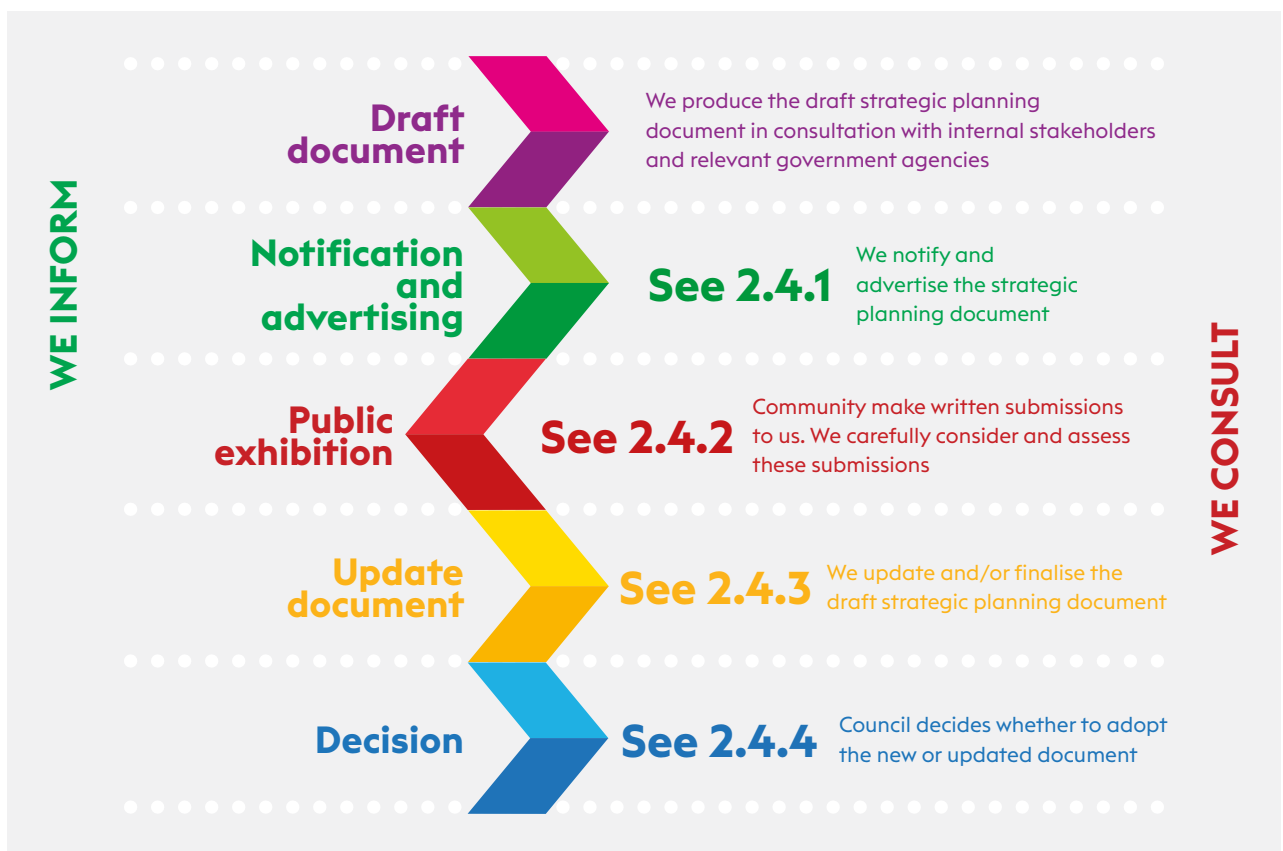 WE INFORM
Draft
document
We produce the draft strategic planning
document in consultation with internal stakeholders
and relevant government agencies
Notification
and
advertising
See 2.4.1
We notify and
advertise the strategic
planning document
Public
exhibition
See 2.4.2
Community make written submissions
to us. We carefully consider and assess
these submissions
WE CONSULT
Update
document
See 2.4.3
We update and/or finalise the
draft strategic planning document
Decision
See 2.4.4
Council decides whether to adopt
the new or updated document